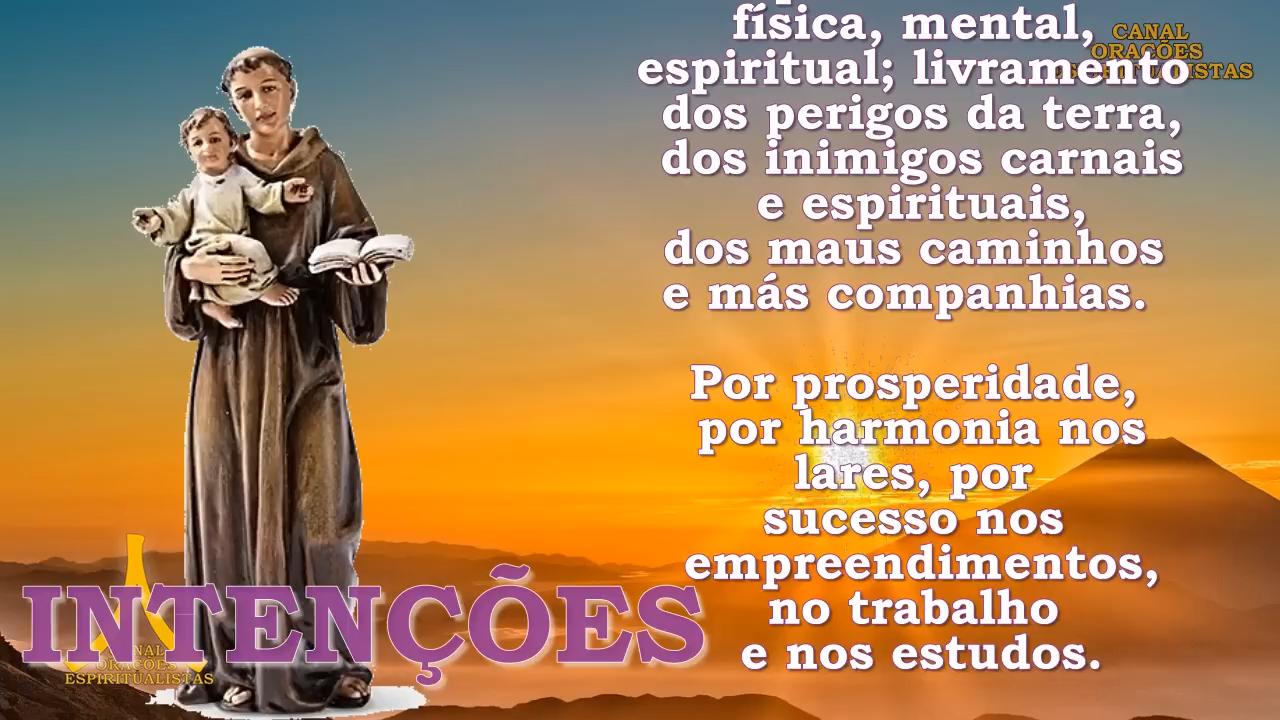 física, mental,
espiritual; livramento
dos perigos da terra,
dos inimigos carnais
e espirituais,
dos maus caminhos
e más companhias.
Por prosperidade,
por harmonia nos
lares, por
sucesso nos
empreendimentos,
no trabalho
e nos estudos.
CANAL
ORAÇÕES
ESPIRITUALISTAS
INTENÇÕES
CANAL
ORAÇÕES
ESPIRITUALISTAS